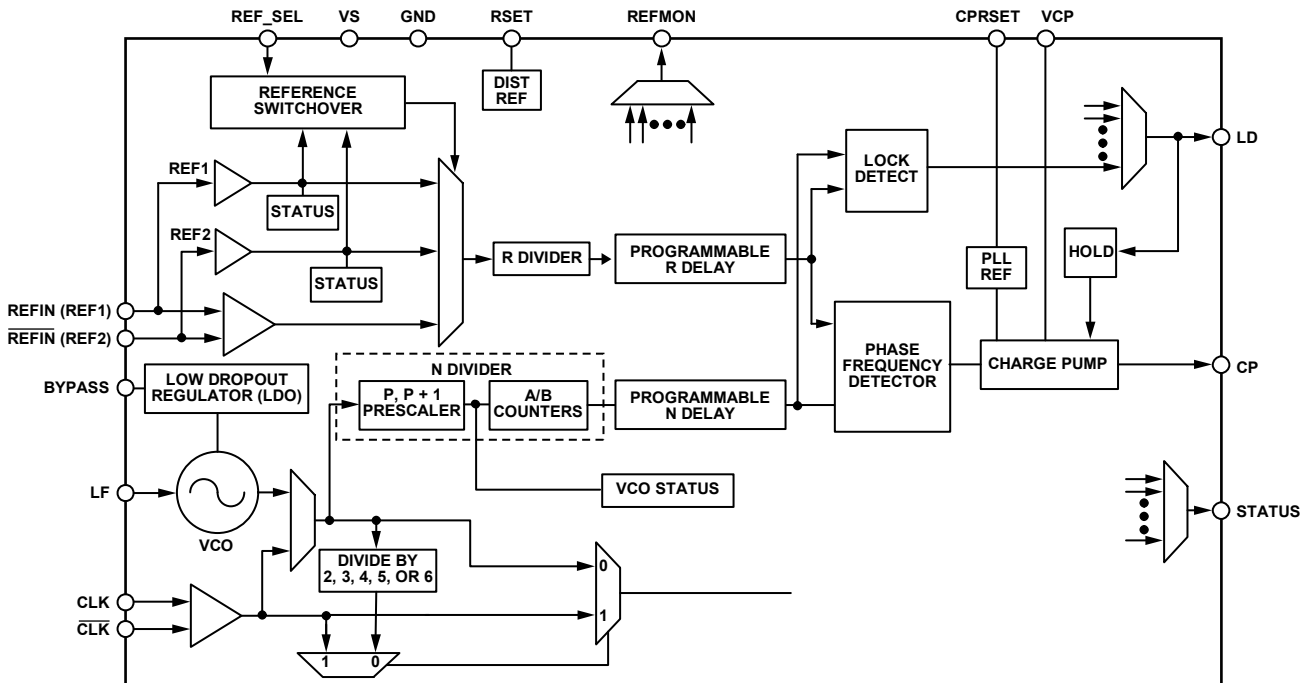 REF_SEL VS GND RSET REFMON CPRSET VCP
REFERENCE
SWITCHOVER
DIST
REF
LD
LOCK
DETECT
REF1
STATUS
REF2
STATUS
R DIVIDER
PROGRAMMABLE
R DELAY
PLL
REF
HOLD
REFIN (REF1)
REFIN (REF2)
BYPASS
LOW DROPOUT
REGULATOR (LDO)
N DIVIDER
P, P + 1
PRESCALER
A/B
COUNTERS
PROGRAMMABLE
N DELAY
PHASE
FREQUENCY
DETECTOR
CHARGE PUMP
CP
LF
VCO
VCO STATUS
STATUS
DIVIDE BY
2, 3, 4, 5, OR 6
0
1
CLK
CLK
1 0